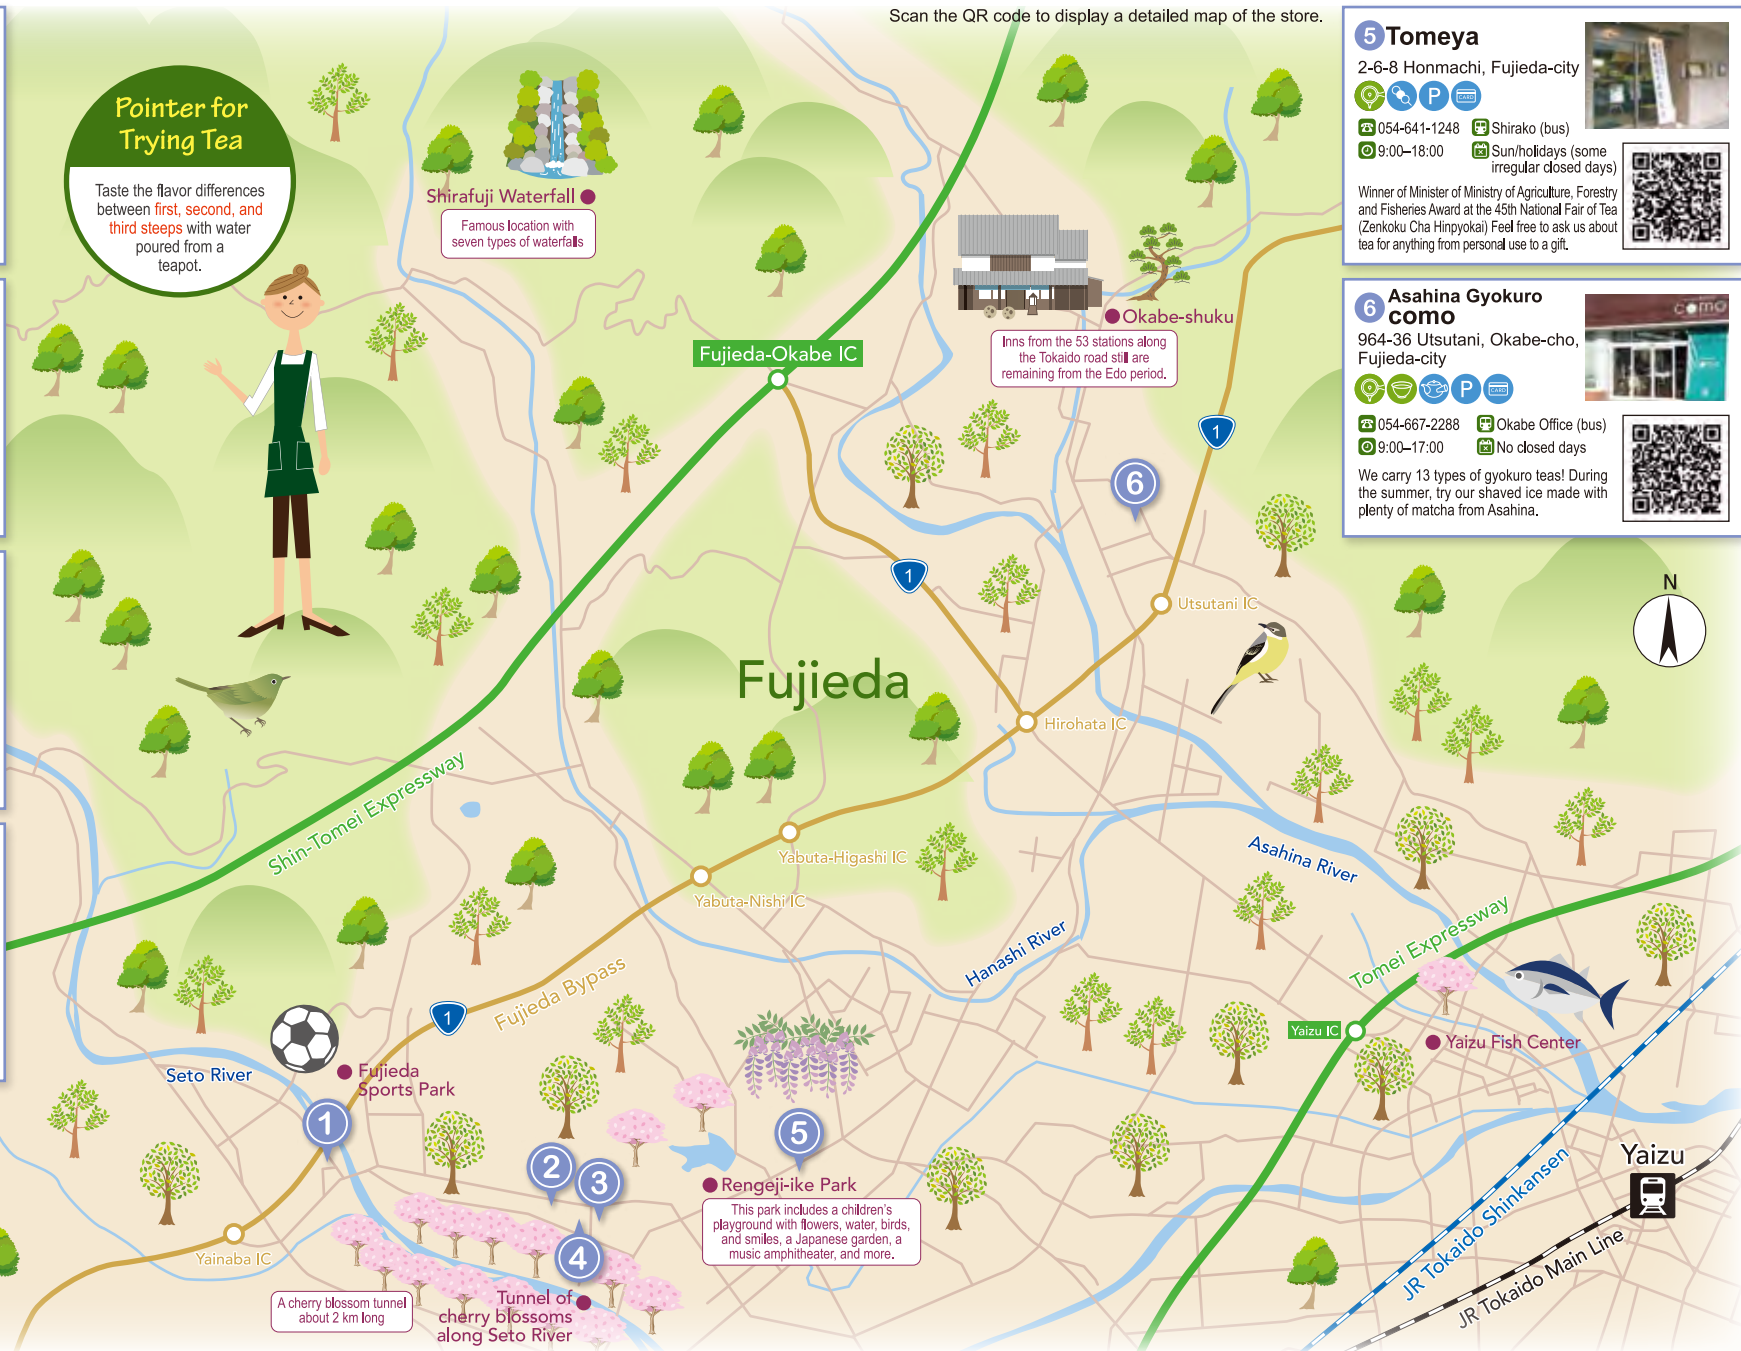 Scan the QR code to display a detailed map of the store.
Pointer for
Trying Tea
Taste the flavor differences
between first, second, and
third steeps with water
poured from a
teapot.
Shirafuji Waterfall
Famous location with
seven types of waterfalls
Fujieda-Okabe IC
Okabe-shuku
Inns from the 53 stations along
the Tokaido road still are
remaining from the Edo period.
5 Tomeya
2-6-8 Honmachi, Fujieda-city
P CARD
054-641-1248 Shirako (bus)
9:00–18:00 Sun/holidays (some
irregular closed days)
Winner of Minister of Ministry of Agriculture, Forestry
and Fisheries Award at the 45th National Fair of Tea
(Zenkoku Cha Hinpyokai) Feel free to ask us about
tea for anything from personal use to a gift.
6 Asahina Gyokuro
como
964-36 Utsutani, Okabe-cho,
Fujieda-city
P CARD
como
054-667-2288 Okabe Office (bus)
9:00–17:00 No closed days
We carry 13 types of gyokuro teas! During
the summer, try our shaved ice made with
plenty of matcha from Asahina.
N
1
6
1
Utsutani IC
Fujieda
Hirohata IC
Shin-Tomei Expressway
Yabuta-Higashi IC
Yabuta-Nishi IC
Asahina River
Hanashi River
Tomei Expressway
Fujieda Bypass
1
Yaizu IC
Yaizu Fish Center
Seto River
Fujieda
Sports Park
1
2
3
4
5
Rengeji-ike Park
This park includes a children's
playground with flowers, water, birds,
and smiles, a Japanese garden, a
music amphitheater, and more.
Yainaba IC
A cherry blossom tunnel
about 2 km long
Tunnel of
cherry blossoms
along Seto River
Yaizu
JR Tokaido Shinkansen
JR Tokaido Main Line